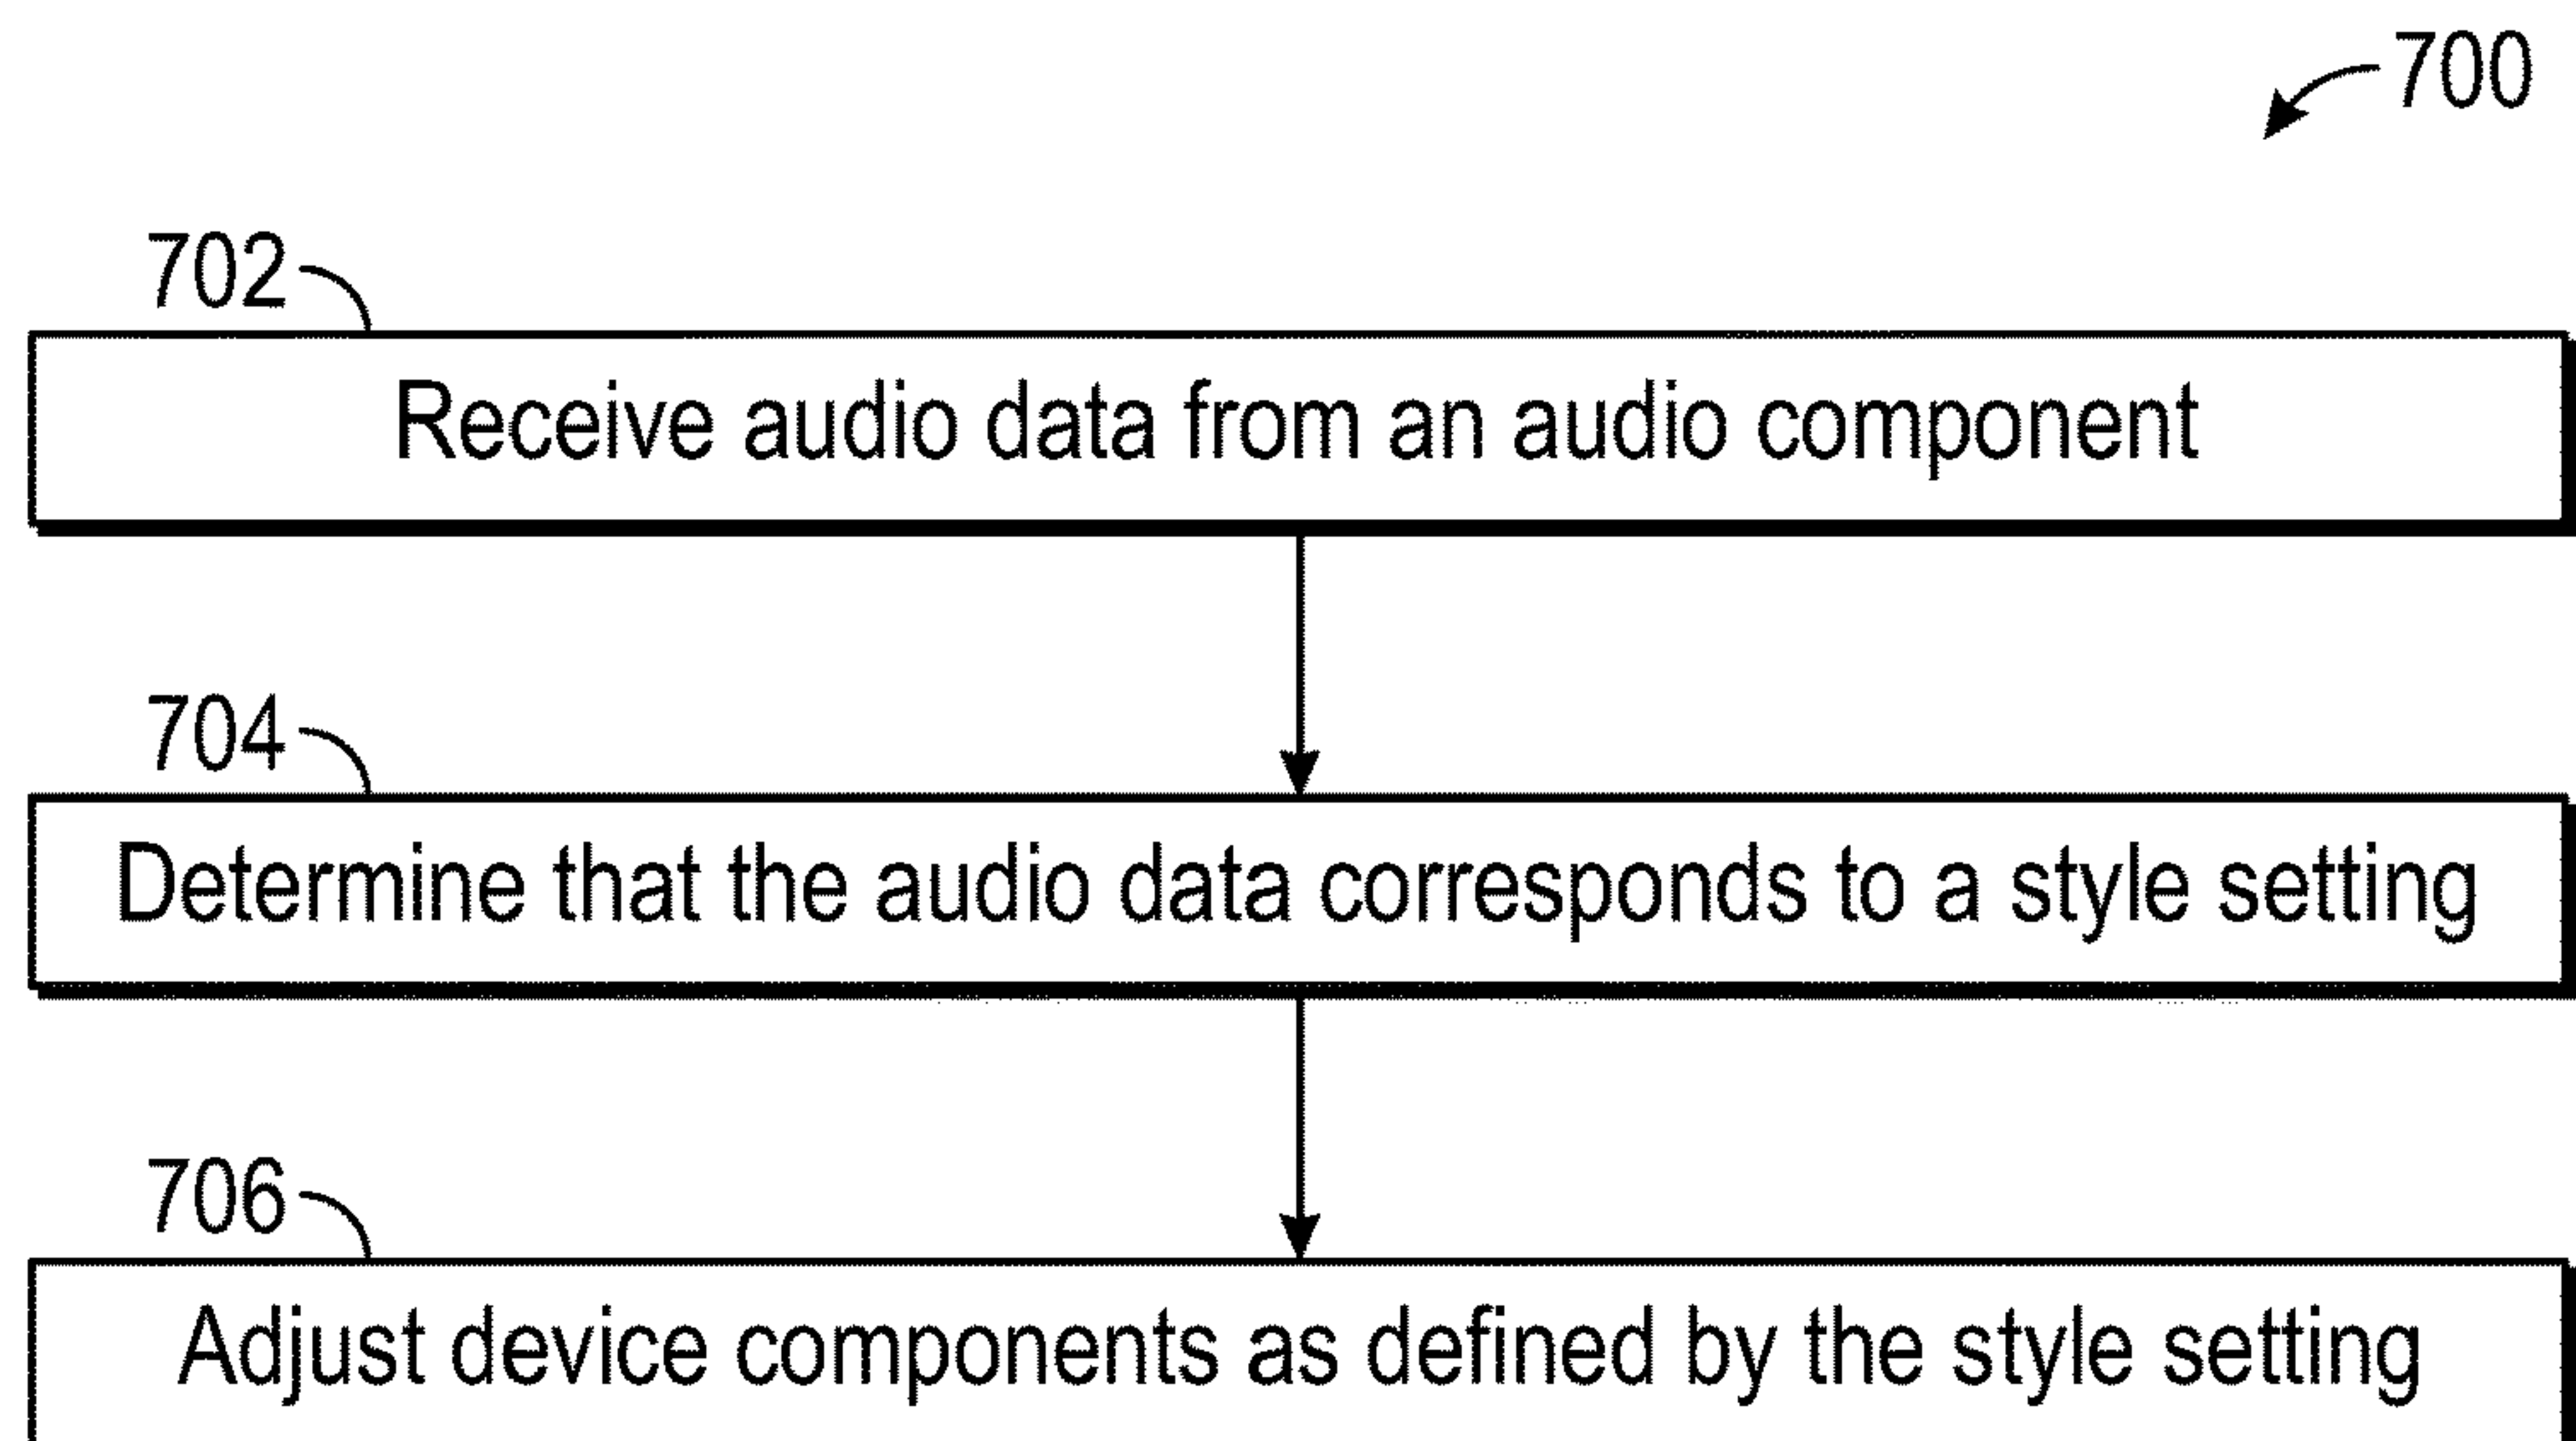 700
702
Receive audio data from an audio component
704
Determine that the audio data corresponds to a style setting
706
Adjust device components as defined by the style setting